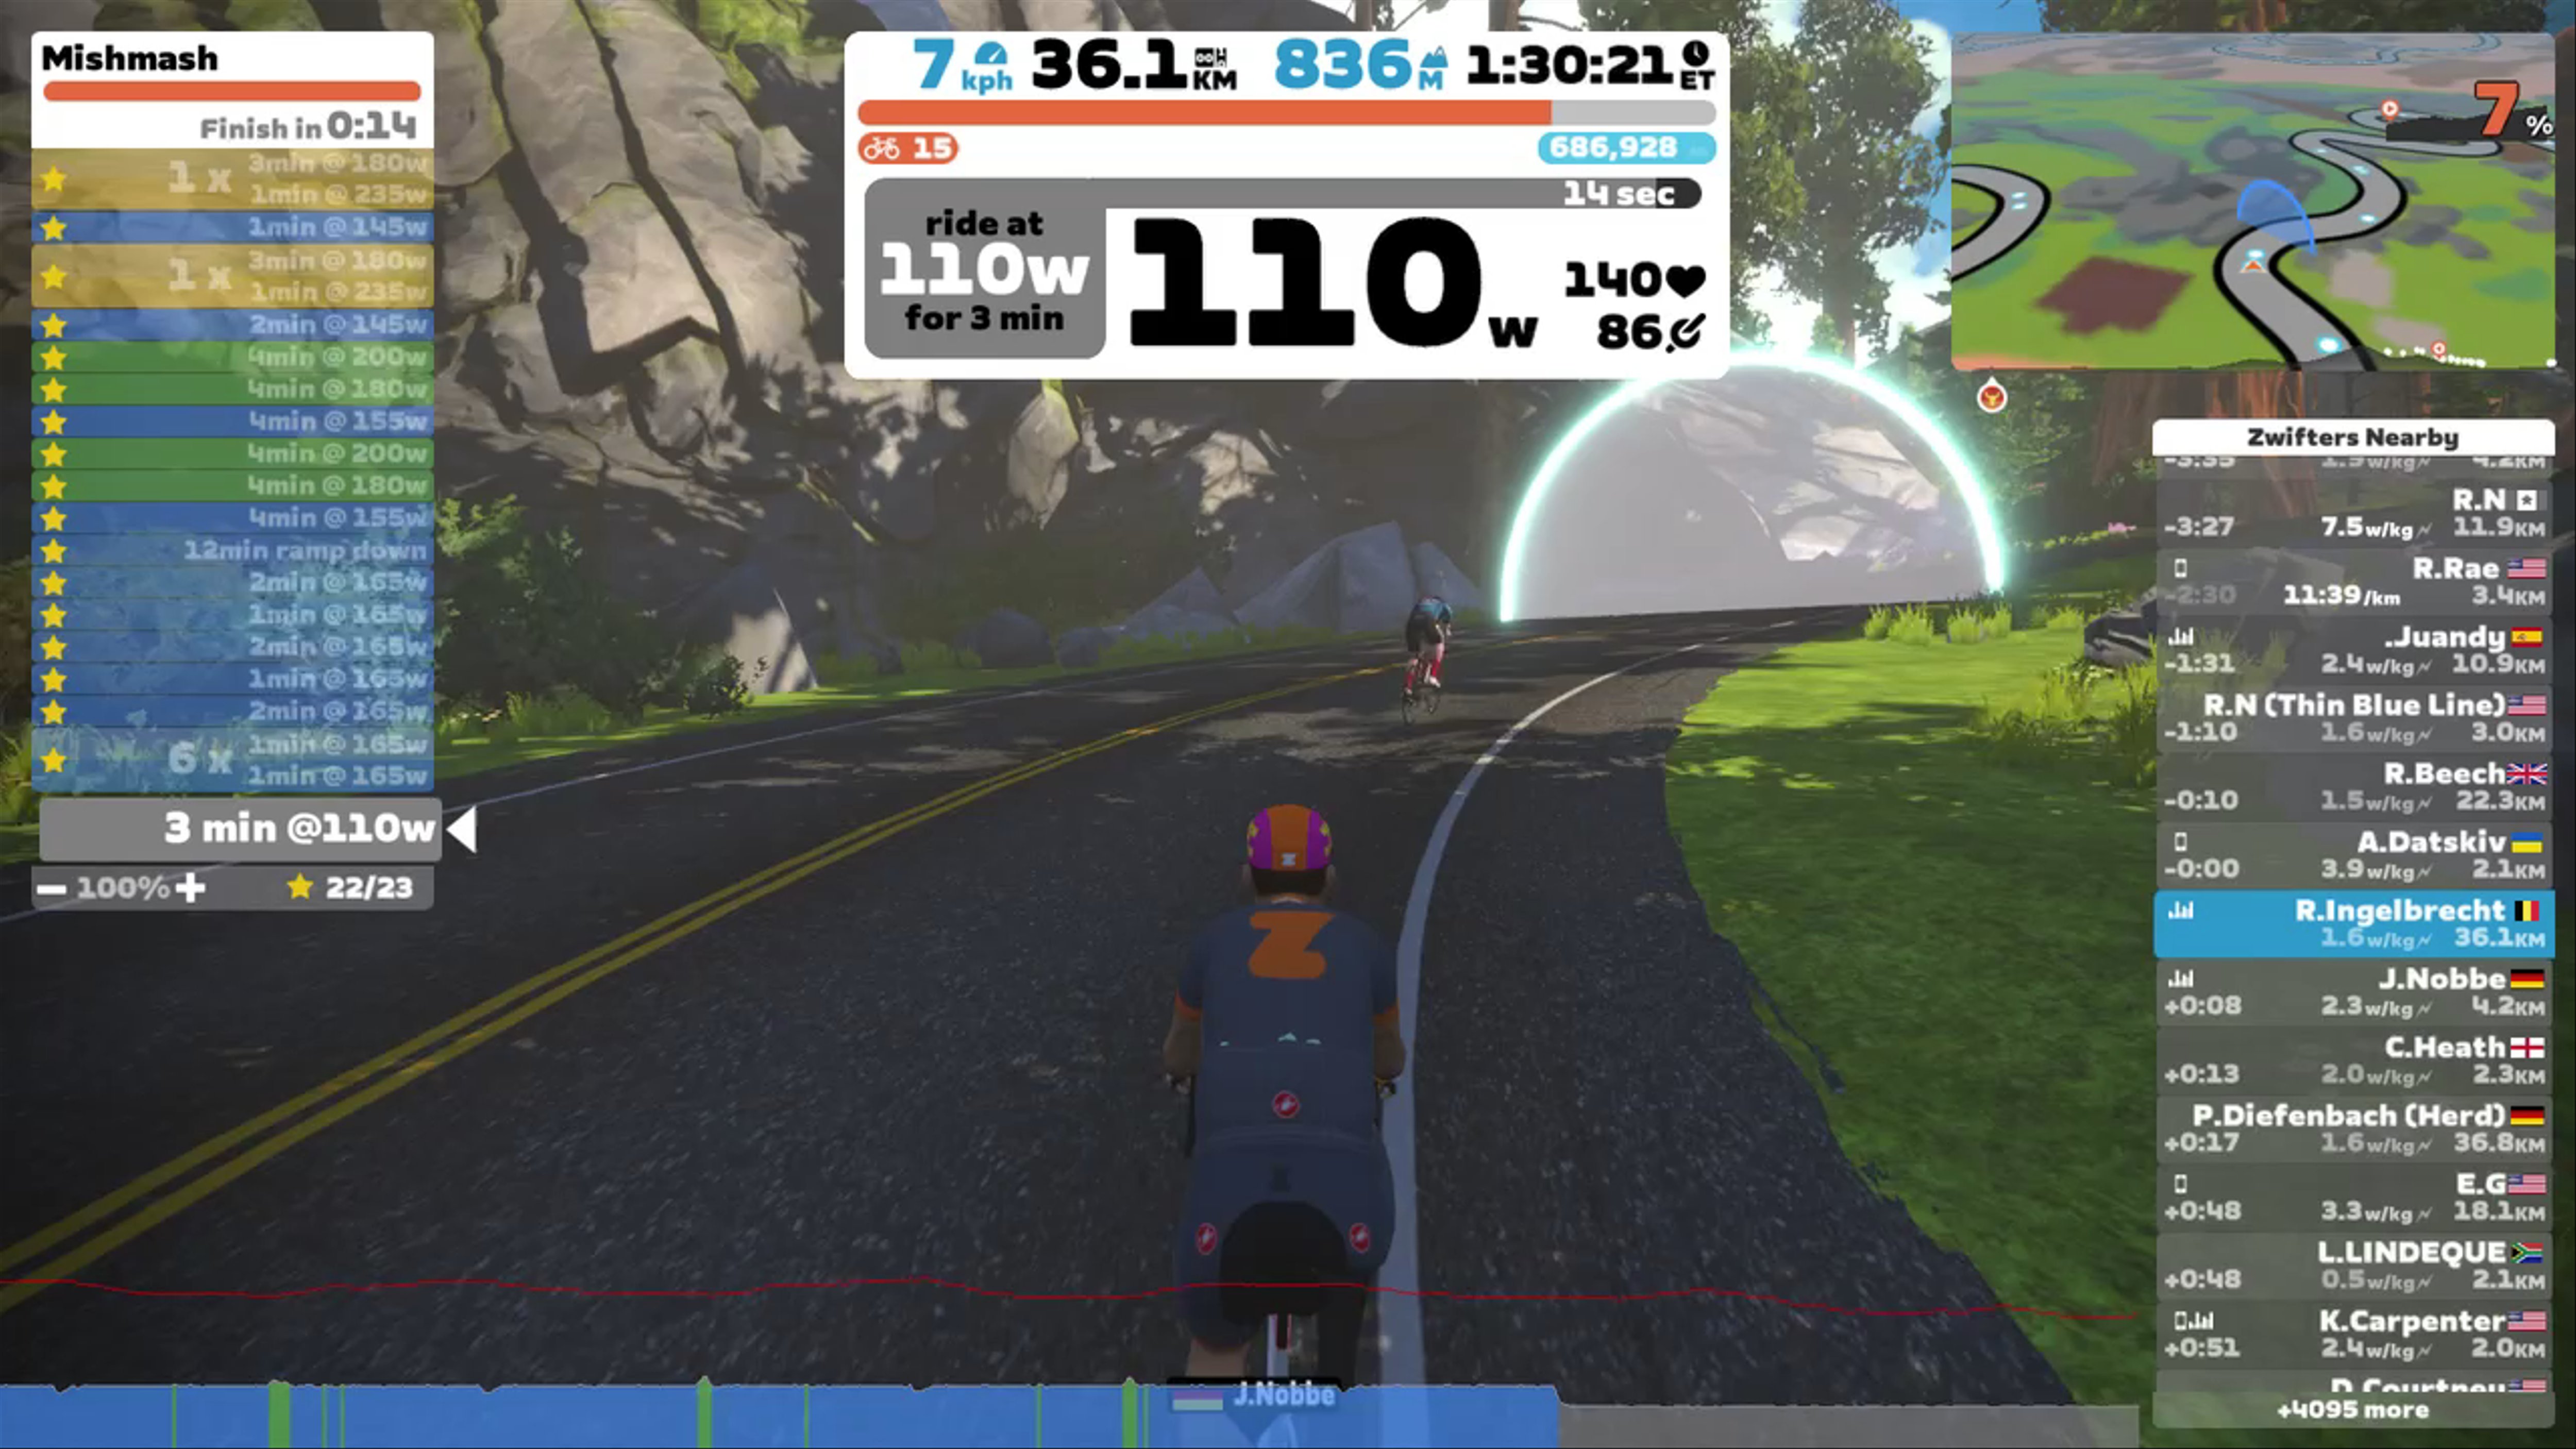 Mishmash
Finish in 0:14
1 x 3min @ 180w
1min @ 235w
1min @ 145w
1 x 3min @ 180w
1min @ 235w
2min @ 145w
4min @ 200w
4min @ 180w
4min @ 155w
4min @ 200w
4min @ 180w
4min @ 155w
12min ramp down
2min @ 165w
1min @ 165w
2min @ 165w
1min @ 165w
2min @ 165w
6 x 1min @ 165w
1min @ 165w
3 min @110w
− 100% + 22/23
7 kph 36.1 KM 836 M 1:30:21 ET
15 686,928
14 sec
ride at
110w
for 3 min
110 w
140
86
7 %
Zwifters Nearby
-3:35 1.9w/kg 4.2KM
R.N
-3:27 7.5w/kg 11.9KM
R.Rae
-2:30 11:39/km 3.4KM
.Juandy
-1:31 2.4w/kg 10.9KM
R.N (Thin Blue Line)
-1:10 1.6w/kg 3.0KM
R.Beech
-0:10 1.5w/kg 22.3KM
A.Datskiv
-0:00 3.9w/kg 2.1KM
R.Ingelbrecht
1.6w/kg 36.1KM
J.Nobbe
+0:08 2.3w/kg 4.2KM
C.Heath
+0:13 2.0w/kg 2.3KM
P.Diefenbach (Herd)
+0:17 1.6w/kg 36.8KM
E.G
+0:48 3.3w/kg 18.1KM
L.LINDEQUE
+0:48 0.5w/kg 2.1KM
K.Carpenter
+0:51 2.4w/kg 2.0KM
D.Courtney
+4095 more
Z
Z
J.Nobbe